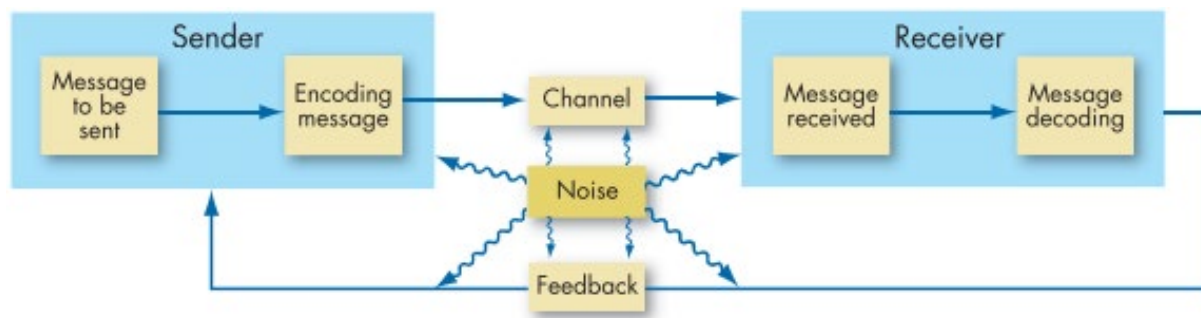 Sender
Message
to be
sent
Encoding
message
Channel
Receiver
Message
received
Message
decoding
Noise
Feedback